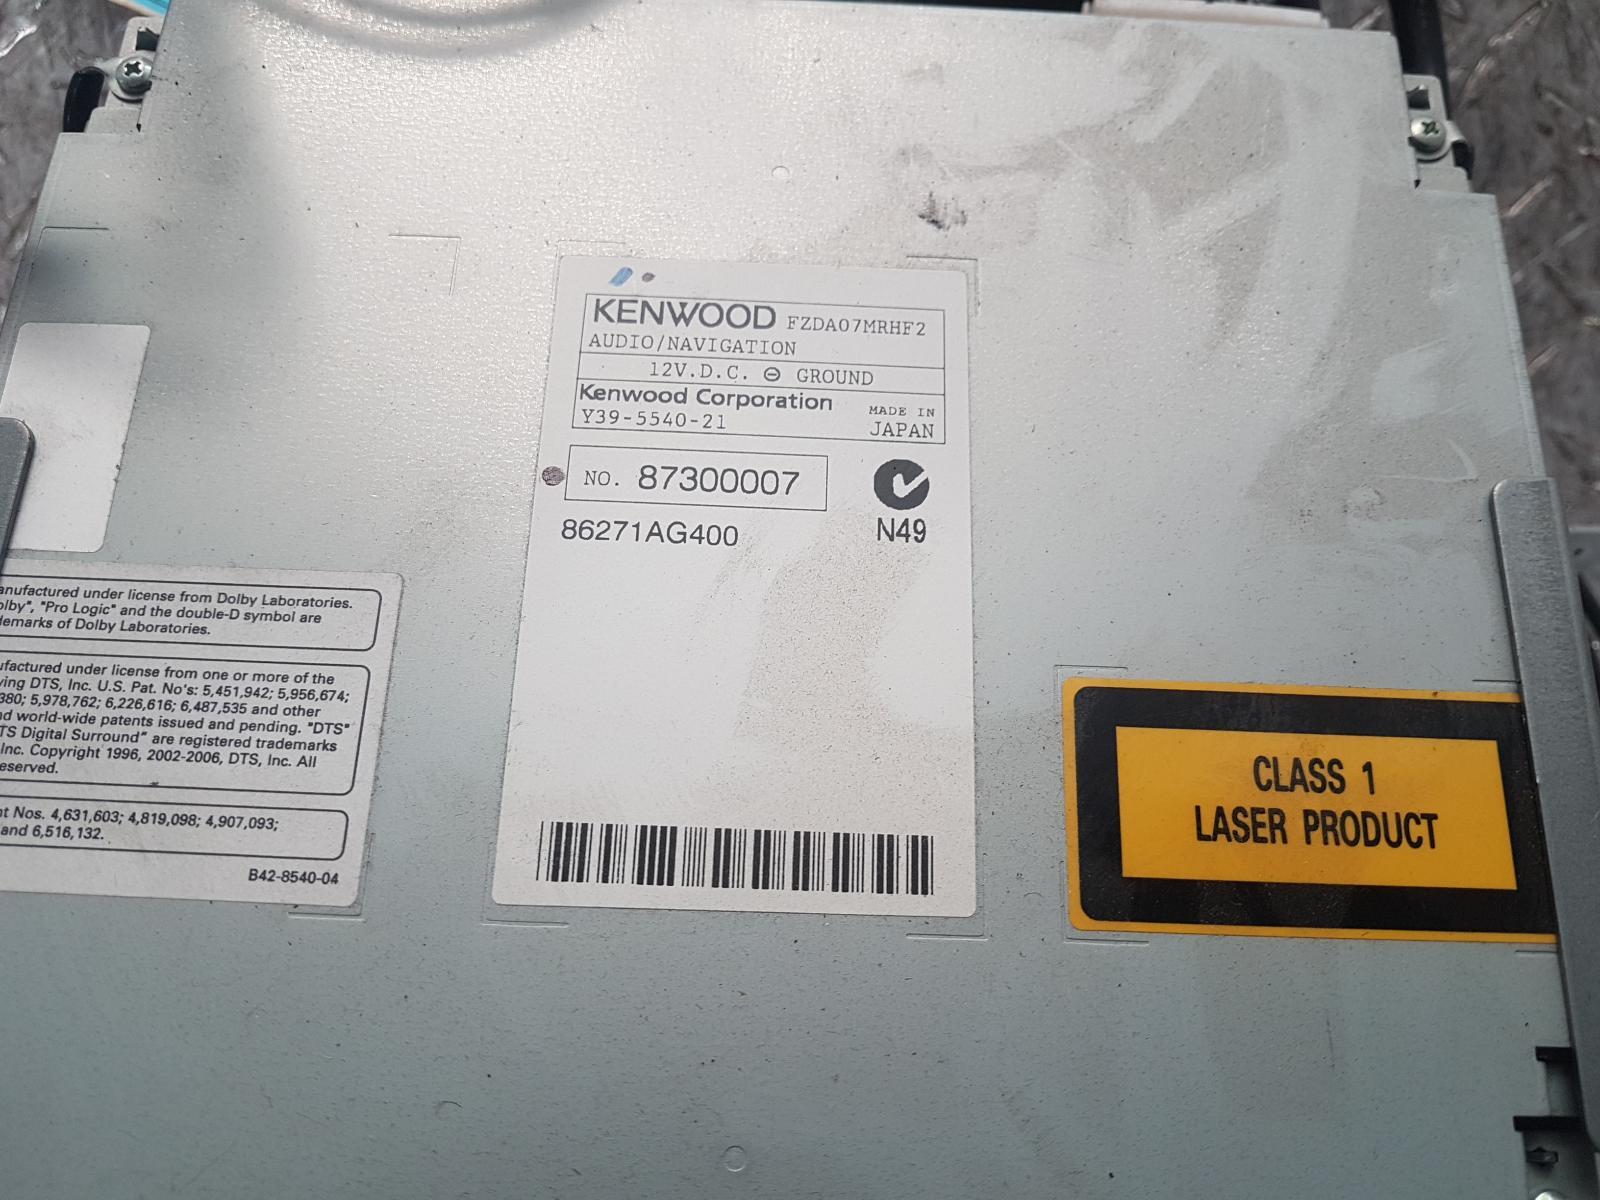 KENWOOD FZDA07MRHF2
AUDIO/NAVIGATION
12V.D.C. ⊖ GROUND
Kenwood Corporation
Y39-5540-21
MADE IN
JAPAN
NO. 87300007
N49
86271AG400
anufactured under license from Dolby Laboratories.
olby", "Pro Logic" and the double-D symbol are
demarks of Dolby Laboratories.
ufactured under license from one or more of the
ving DTS, Inc. U.S. Pat. No's: 5,451,942; 5,956,674;
380; 5,978,762; 6,226,616; 6,487,535 and other
nd world-wide patents issued and pending. "DTS"
TS Digital Surround" are registered trademarks
Inc. Copyright 1996, 2002-2006, DTS, Inc. All
eserved.
nt Nos. 4,631,603; 4,819,098; 4,907,093;
and 6,516,132.
B42-8540-04
CLASS 1
LASER PRODUCT